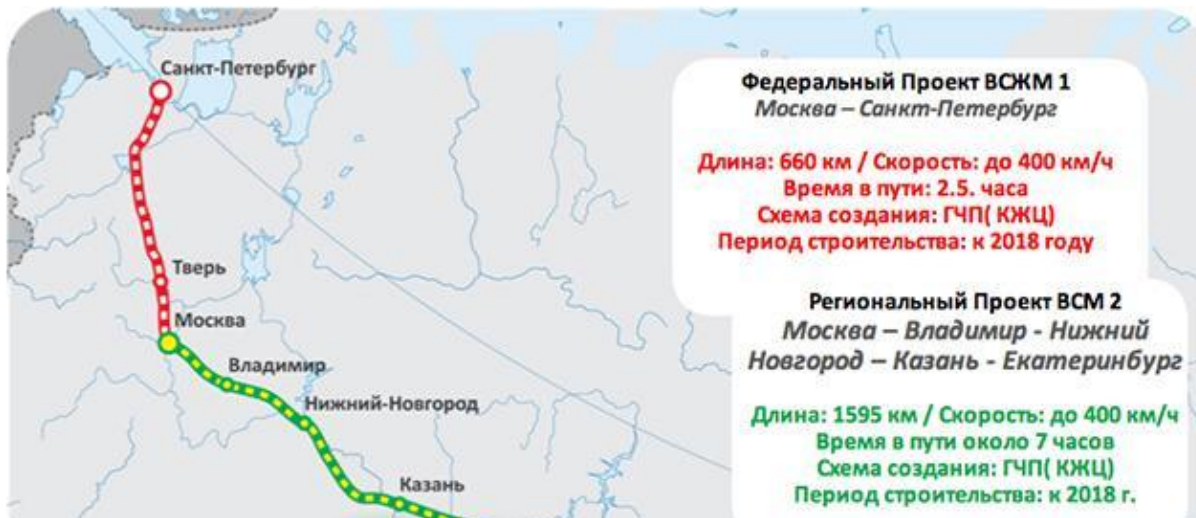 Санкт-Петербург
Тверь
Москва
Владимир
Нижний-Новгород
Казань
Федеральный Проект ВСЖМ 1
Москва – Санкт-Петербург
Длина: 660 км / Скорость: до 400 км/ч
Время в пути: 2.5. часа
Схема создания: ГЧП( КЖЦ)
Период строительства: к 2018 году
Региональный Проект ВСМ 2
Москва – Владимир - Нижний
Новгород – Казань - Екатеринбург
Длина: 1595 км / Скорость: до 400 км/ч
Время в пути около 7 часов
Схема создания: ГЧП( КЖЦ)
Период строительства: к 2018 г.